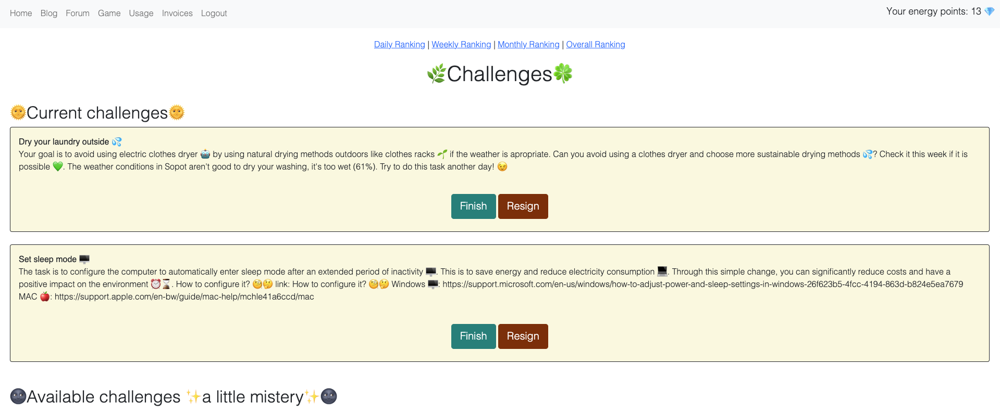 Home Blog Forum Game Usage Invoices Logout
Your energy points: 13 💎
Daily Ranking | Weekly Ranking | Monthly Ranking | Overall Ranking
🌿Challenges🍀
🌞Current challenges🌞
Dry your laundry outside 💦
Your goal is to avoid using electric clothes dryer 🤖 by using natural drying methods outdoors like clothes racks 🌱 if the weather is apropriate. Can you avoid using a clothes dryer and choose more sustainable drying methods 💦? Check it this week if it is
possible 💚. The weather conditions in Sopot aren't good to dry your washing, it's too wet (61%). Try to do this task another day! 😉
Finish Resign
Set sleep mode 🖥️
The task is to configure the computer to automatically enter sleep mode after an extended period of inactivity 🖥️. This is to save energy and reduce electricity consumption 💻. Through this simple change, you can significantly reduce costs and have a
positive impact on the environment ⏰⌛. How to configure it? 🧐🤔 link: How to configure it? 🧐🤔 Windows 🖥️: https://support.microsoft.com/en-us/windows/how-to-adjust-power-and-sleep-settings-in-windows-26f623b5-4fcc-4194-863d-b824e5ea7679
MAC 🍎: https://support.apple.com/en-bw/guide/mac-help/mchle41a6ccd/mac
Finish Resign
🌚Available challenges ✨a little mistery✨🌚